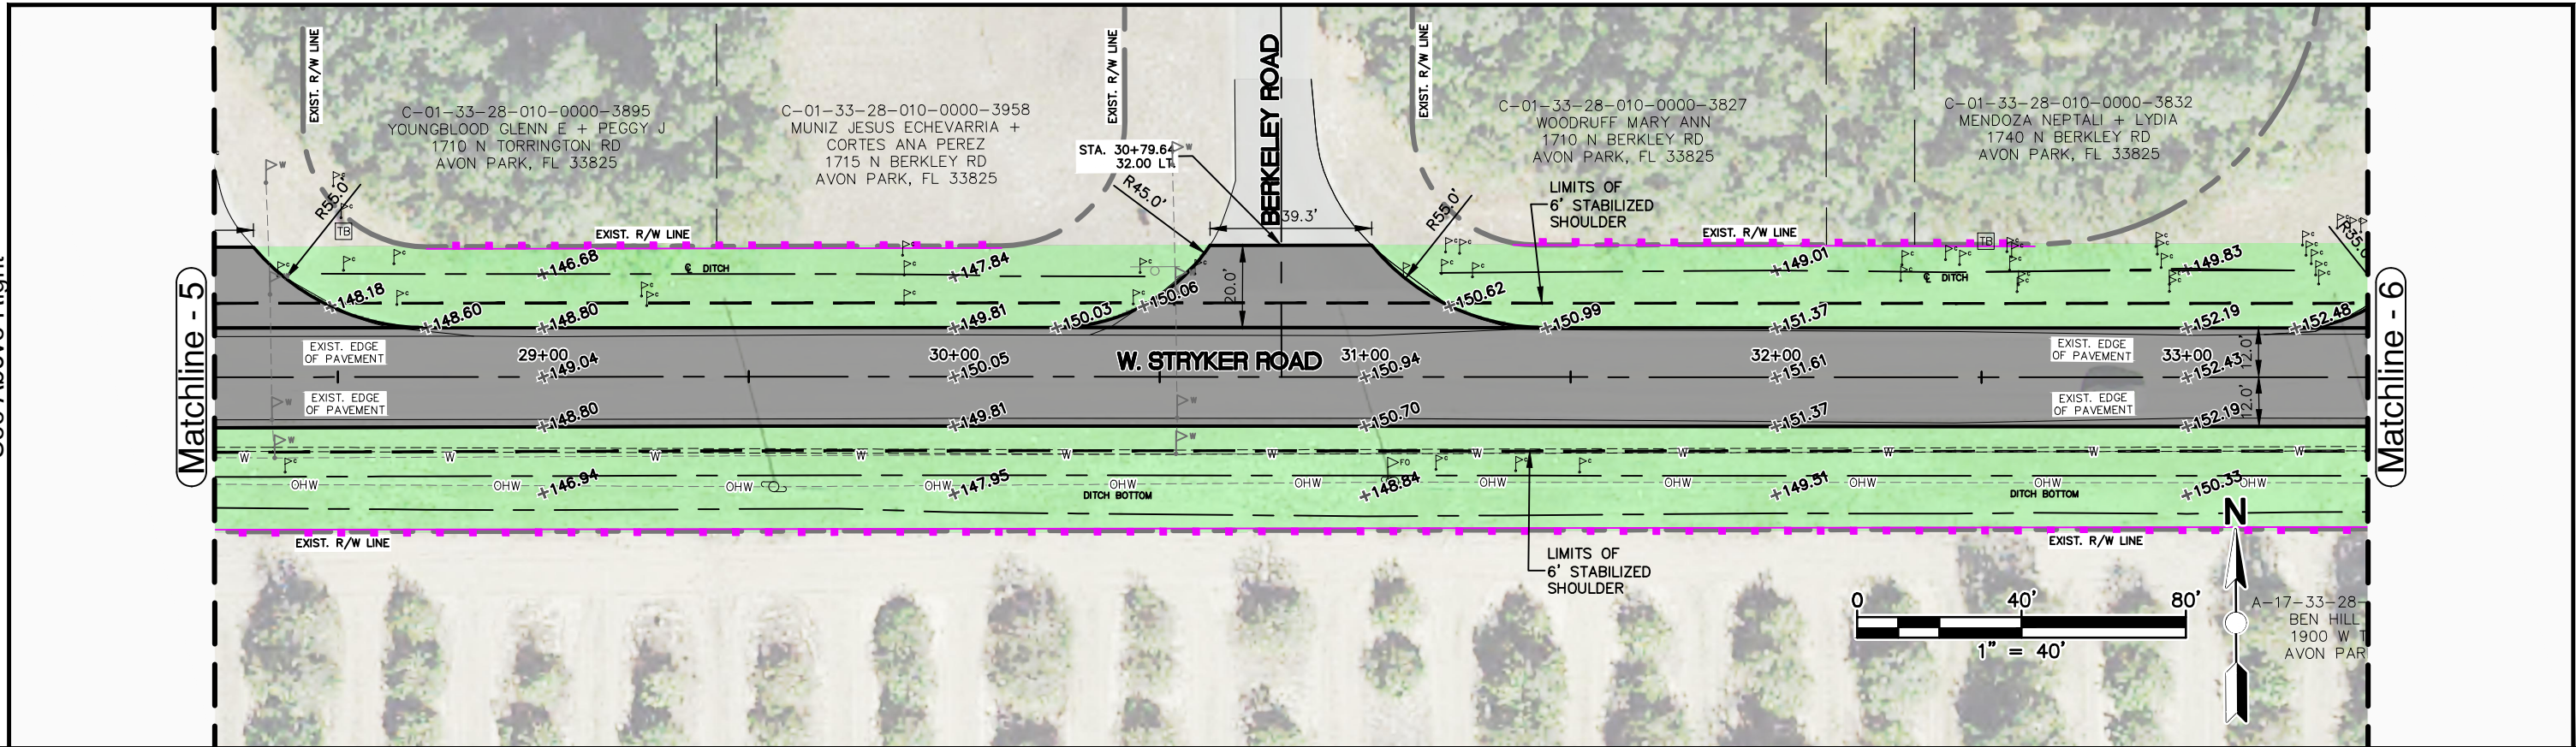 Matchline - 5
EXIST. R/W LINE
C-01-33-28-010-0000-3895
YOUNGBLOOD GLENN E + PEGGY J
1710 N TORRINGTON RD
AVON PARK, FL 33825
C-01-33-28-010-0000-3958
MUNIZ JESUS ECHEVARRIA +
CORTES ANA PEREZ
1715 N BERKLEY RD
AVON PARK, FL 33825
EXIST. R/W LINE
STA. 30+79.64
32.00 LT.
BERKELEY ROAD
EXIST. R/W LINE
C-01-33-28-010-0000-3827
WOODRUFF MARY ANN
1710 N BERKLEY RD
AVON PARK, FL 33825
C-01-33-28-010-0000-3832
MENDOZA NEPTALI + LYDIA
1740 N BERKLEY RD
AVON PARK, FL 33825
R55.0'
TB
EXIST. R/W LINE
R45.0'
39.3'
R55.0'
LIMITS OF
6' STABILIZED
SHOULDER
EXIST. R/W LINE
TB
R35.0'
+146.68
℄ DITCH
+147.84
+149.01
℄ DITCH
+149.83
+148.18
+148.60
+148.80
+149.81
+150.03
+150.06
20.0'
+150.62
+150.99
+151.37
+152.19
+152.48
EXIST. EDGE
OF PAVEMENT
29+00
+149.04
30+00
+150.05
W. STRYKER ROAD
31+00
+150.94
32+00
+151.61
EXIST. EDGE
OF PAVEMENT
33+00
+152.43
12.0'
EXIST. EDGE
OF PAVEMENT
+148.80
+149.81
+150.70
+151.37
EXIST. EDGE
OF PAVEMENT
+152.19
12.0'
W W W W W W W W W W W
FO
OHW OHW +146.94 OHW OHW +147.95 OHW OHW +148.84 OHW OHW +149.51 OHW OHW +150.33 OHW
DITCH BOTTOM
DITCH BOTTOM
N
EXIST. R/W LINE
EXIST. R/W LINE
LIMITS OF
6' STABILIZED
SHOULDER
0 40' 80'
1" = 40'
A-17-33-28-
BEN HILL
1900 W T
AVON PAR
Matchline - 6